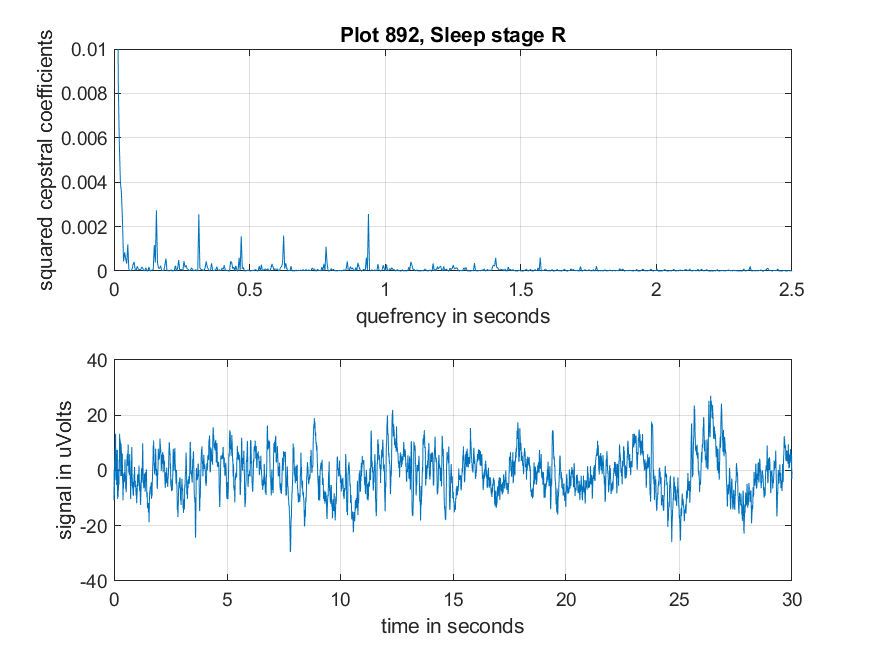 Plot 892, Sleep stage R
squared cepstral coefficients
0.01
0.008
0.006
0.004
0.002
0
0 0.5 1 1.5 2 2.5
quefrency in seconds
signal in uVolts
40
20
0
-20
-40
0 5 10 15 20 25 30
time in seconds